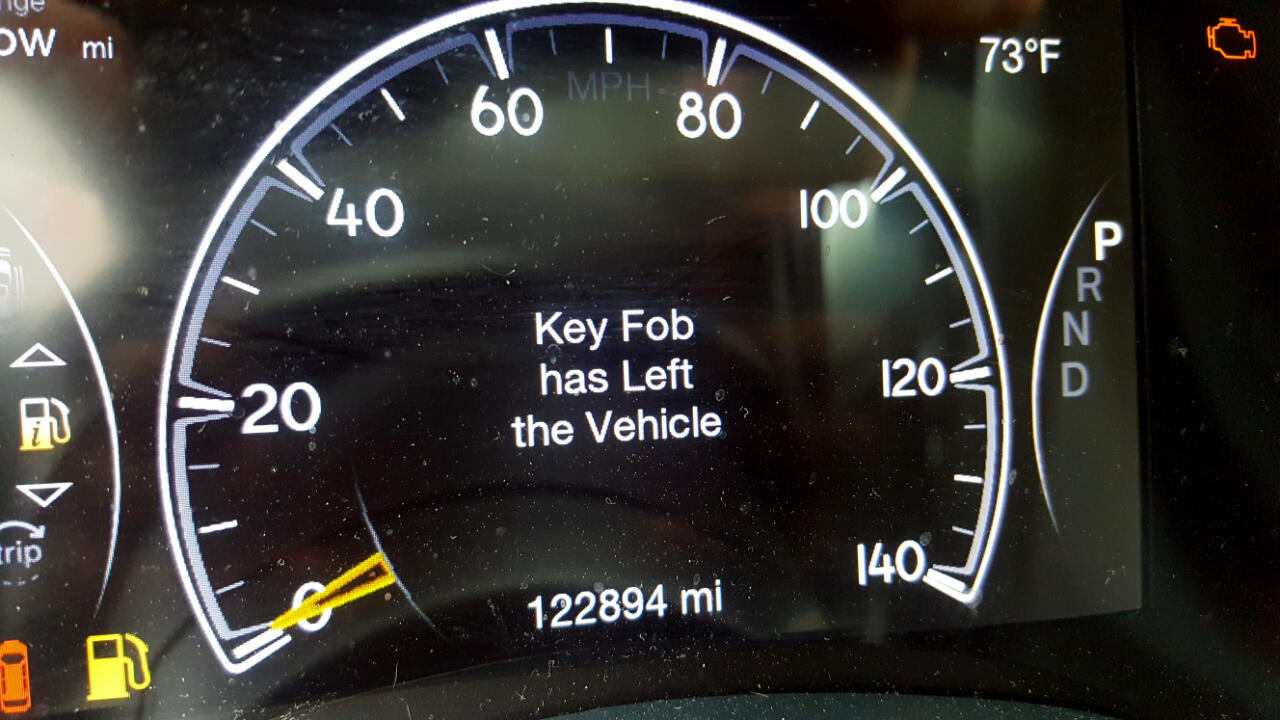 mi
73°F
MPH
60
80
40
100
P
R
N
D
Key Fob
has Left
the Vehicle
20
120
trip
140
0
122894 mi